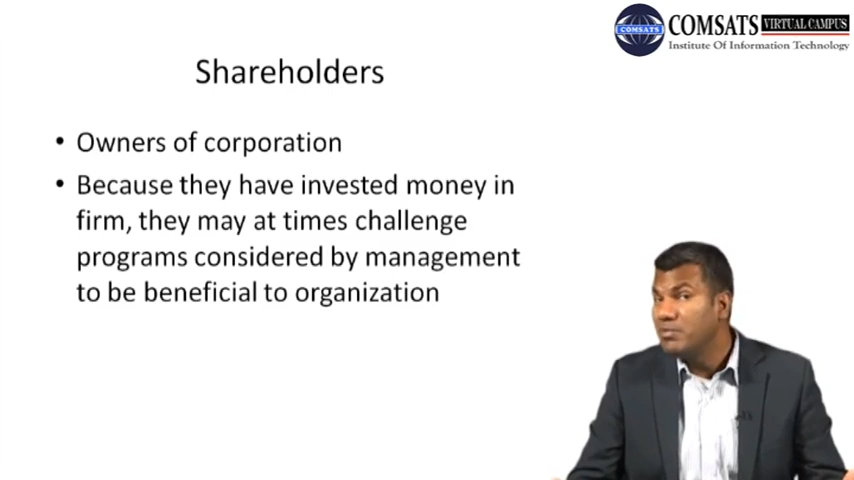 COMSATS VIRTUAL CAMPUS
COMSATS Institute Of Information Technology
Shareholders
• Owners of corporation
• Because they have invested money in
firm, they may at times challenge
programs considered by management
to be beneficial to organization